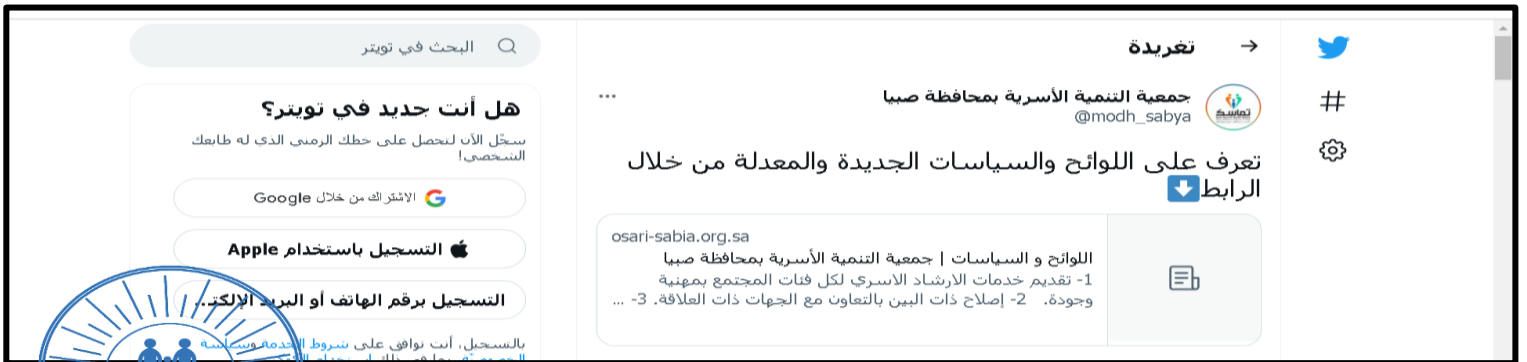 تغريدة
جمعية التنمية الأسرية بمحافظة صبيا
@modh_sabya
تعرف على اللوائح والسياسات الجديدة والمعدلة من خلال
الرابط
osari-sabia.org.sa
اللوائح و السياسات | جمعية التنمية الأسرية بمحافظة صبيا
1- تقديم خدمات الارشاد الاسري لكل فئات المجتمع بمهنية
وجودة. 2- إصلاح ذات البين بالتعاون مع الجهات ذات العلاقة. 3- ...
البحث في تويتر
هل أنت جديد في تويتر؟
سجّل الآن لتحصل على خطك الزمني الذي له طابعك
الشخصي!
الاشتراك من خلال Google
التسجيل باستخدام Apple
التسجيل برقم الهاتف أو البريد الإلكتـ...
بالتسجيل، أنت توافق على شروط الخدمة وسياسة